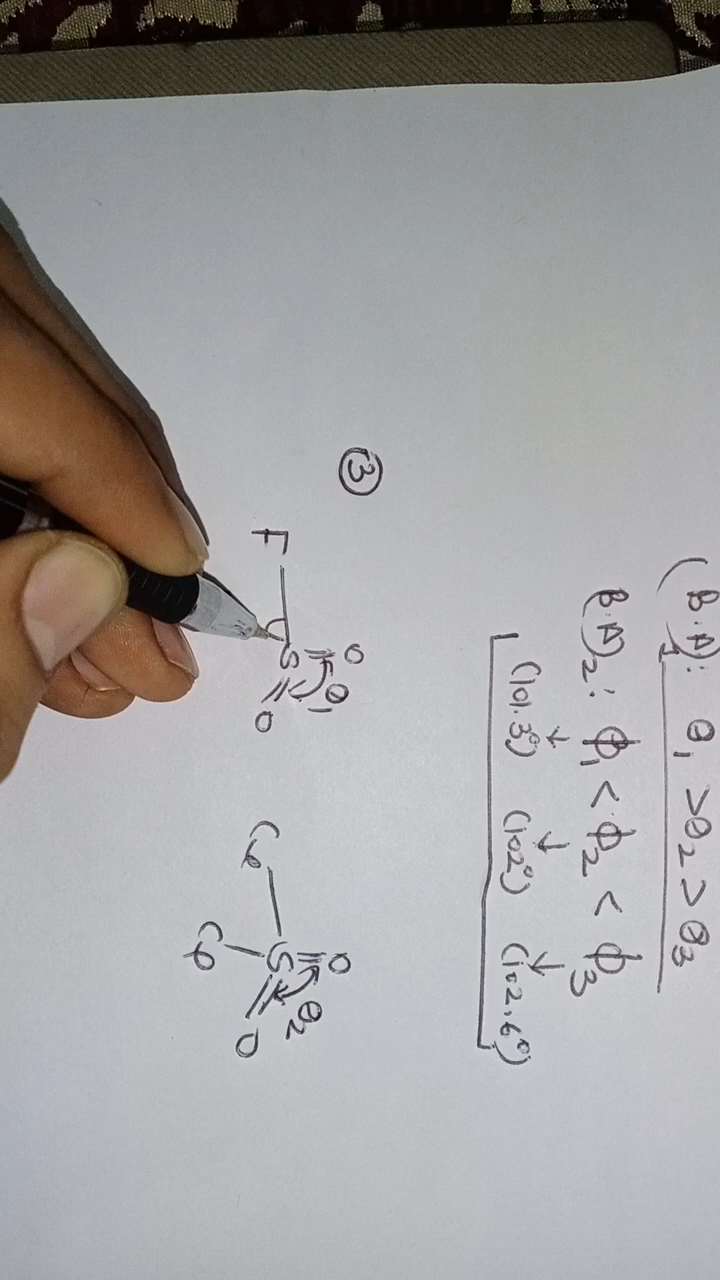 (B.A)₁: θ₁ > θ₂ > θ₃
B.A)₂: ϕ₁ < ϕ₂ < ϕ₃
↓ ↓ ↓
(101.3°) (102°) (102.6°)
③
O O
F S θ₁ Cl S θ₂
O Cl O